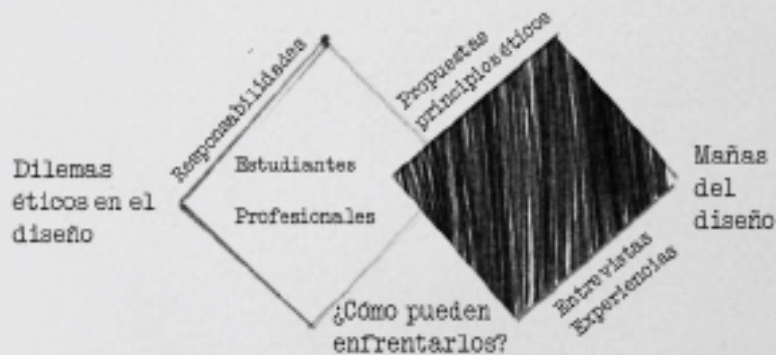 Dilemas
éticos en el
diseño
Responsabilidades
Estudiantes
Profesionales
¿Cómo pueden
enfrentarlos?
Propuestas
principios éticos
Entrevistas
Experiencias
Mañas
del
diseño